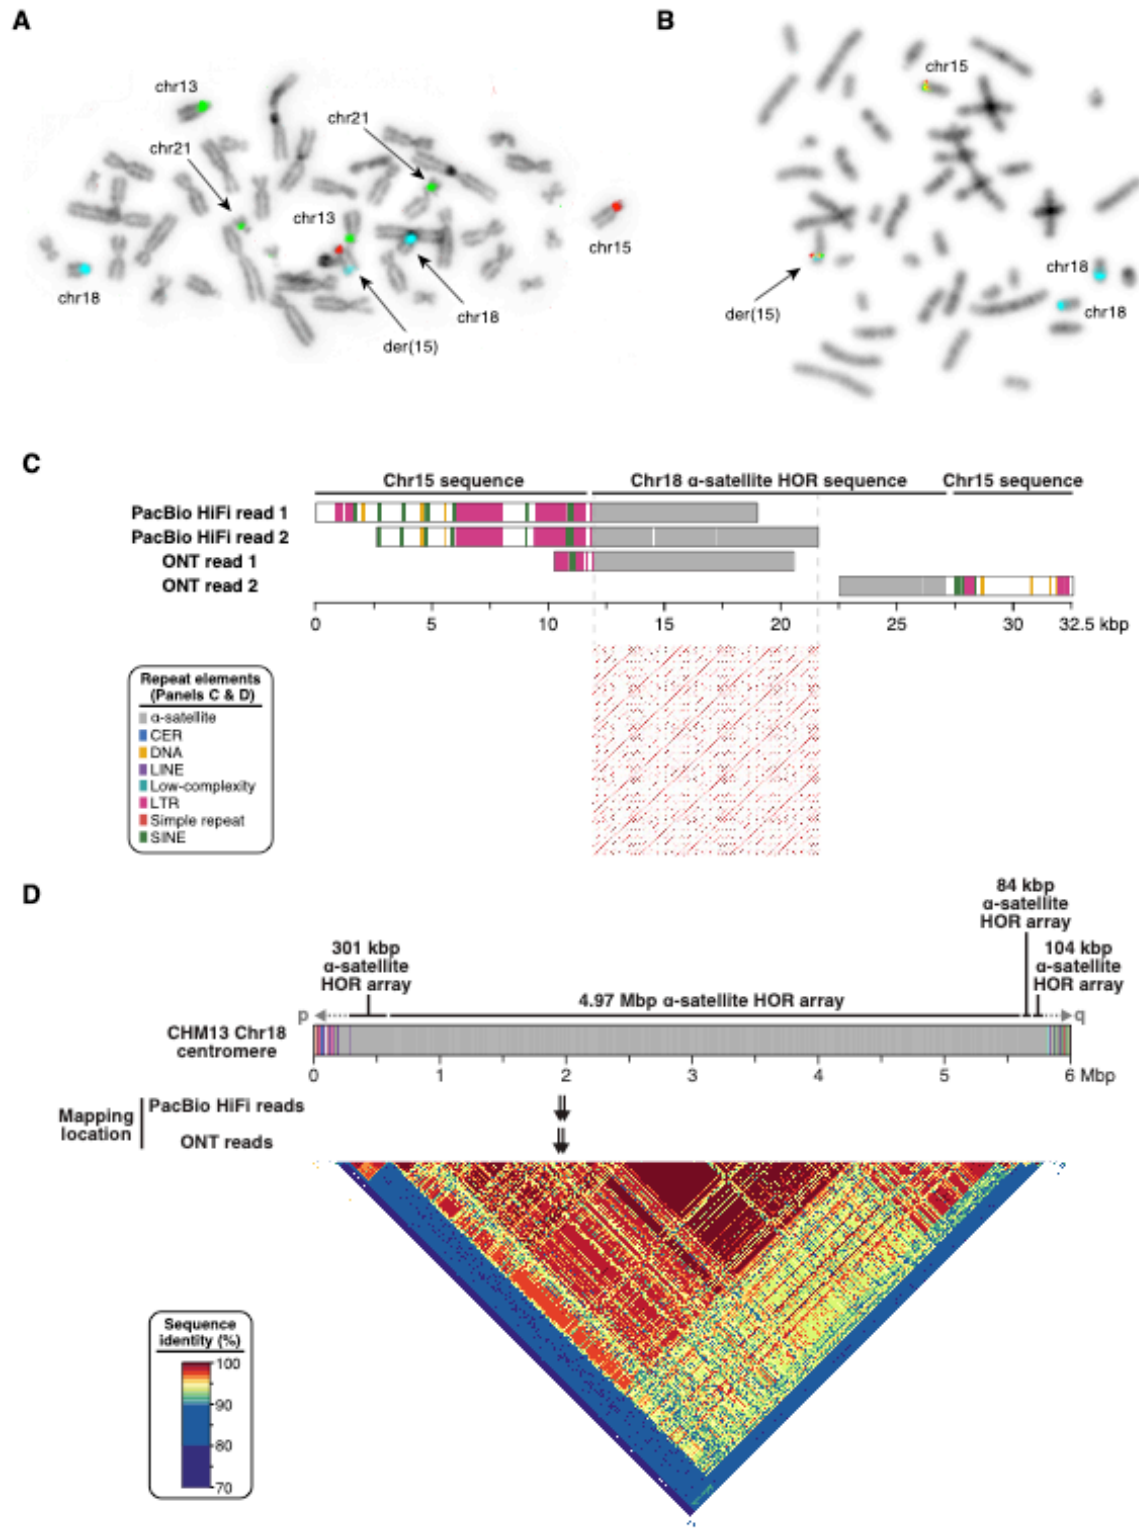 A
chr13
chr21
chr21
chr13
chr15
chr18
chr18
der(15)
B
chr15
chr18
chr18
der(15)
C
Chr15 sequence
Chr18 α-satellite HOR sequence
Chr15 sequence
PacBio HiFi read 1
PacBio HiFi read 2
ONT read 1
ONT read 2
0 5 10 15 20 25 30 32.5 kbp
Repeat elements
(Panels C & D)
α-satellite
CER
DNA
LINE
Low-complexity
LTR
Simple repeat
SINE
D
84 kbp
α-satellite
HOR array
301 kbp
α-satellite
HOR array
104 kbp
α-satellite
HOR array
4.97 Mbp α-satellite HOR array
p
q
CHM13 Chr18
centromere
0 1 2 3 4 5 6 Mbp
Mapping
location
PacBio HiFi reads
ONT reads
Sequence
identity (%)
100
90
80
70